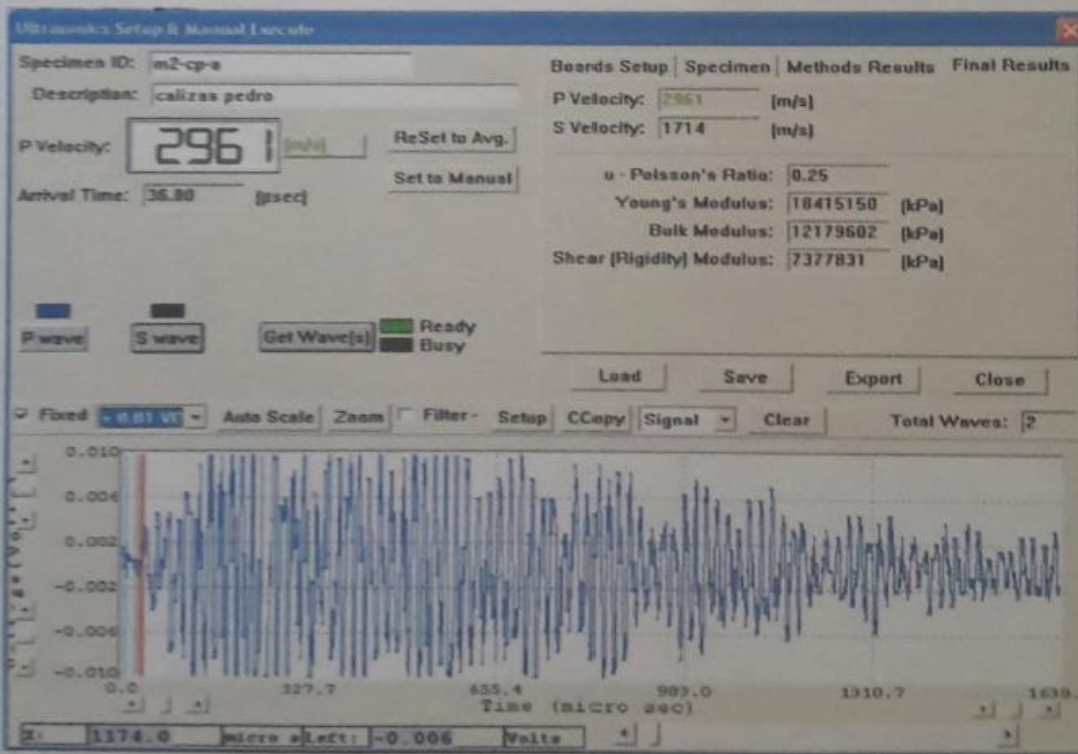 Ultrasonics Setup & Manual Execute
Specimen ID: m2-cp-a
Description: calizas pedro
P Velocity: 2961 [m/s]
ReSet to Avg.
Set to Manual
Arrival Time: 36.80 [µsec]
Boards Setup Specimen Methods Results Final Results
P Velocity: 2961 [m/s]
S Velocity: 1714 [m/s]
u - Poisson's Ratio: 0.25
Young's Modulus: 18415150 [kPa]
Bulk Modulus: 12179602 [kPa]
Shear [Rigidity] Modulus: 7377831 [kPa]
P wave S wave Get Wave[s] Ready
Busy
Load Save Export Close
Fixed Auto Scale Zoom Filter - Setup CCopy Signal Clear Total Waves: 2
0.010
0.006
0.002
-0.002
-0.006
-0.010
0.0 327.7 655.4 983.0 1310.7 1638.
Time (micro sec)
X: 1174.0 micro s Left: -0.006 Volts